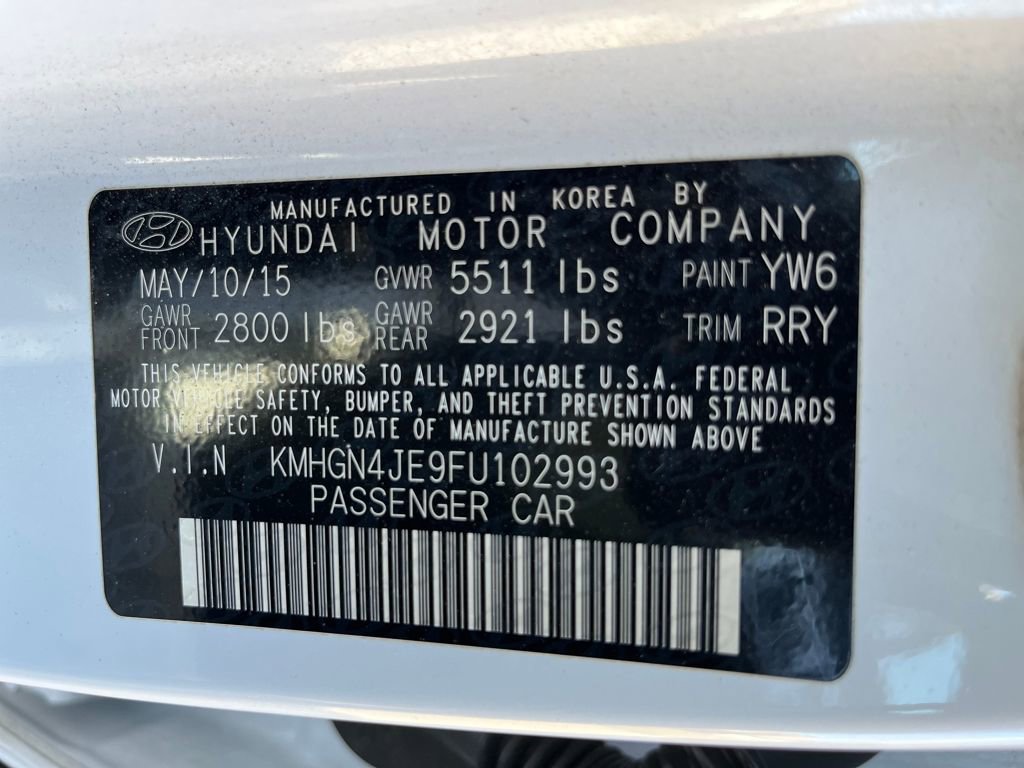 MANUFACTURED IN KOREA BY
HYUNDAI MOTOR COMPANY
MAY/10/15 GVWR 5511 lbs PAINT YW6
GAWR FRONT 2800 lbs GAWR REAR 2921 lbs TRIM RRY
THIS VEHICLE CONFORMS TO ALL APPLICABLE U.S.A. FEDERAL
MOTOR VEHICLE SAFETY, BUMPER, AND THEFT PREVENTION STANDARDS
IN EFFECT ON THE DATE OF MANUFACTURE SHOWN ABOVE
V.I.N KMHGN4JE9FU102993
PASSENGER CAR